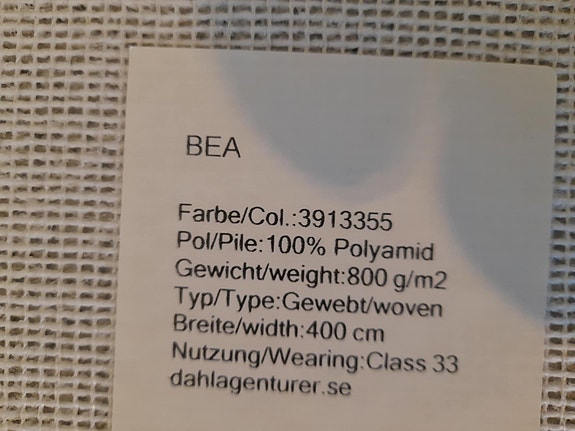 BEA
Farbe/Col.:3913355
Pol/Pile:100% Polyamid
Gewicht/weight:800 g/m2
Typ/Type:Gewebt/woven
Breite/width:400 cm
Nutzung/Wearing:Class 33
dahlagenturer.se